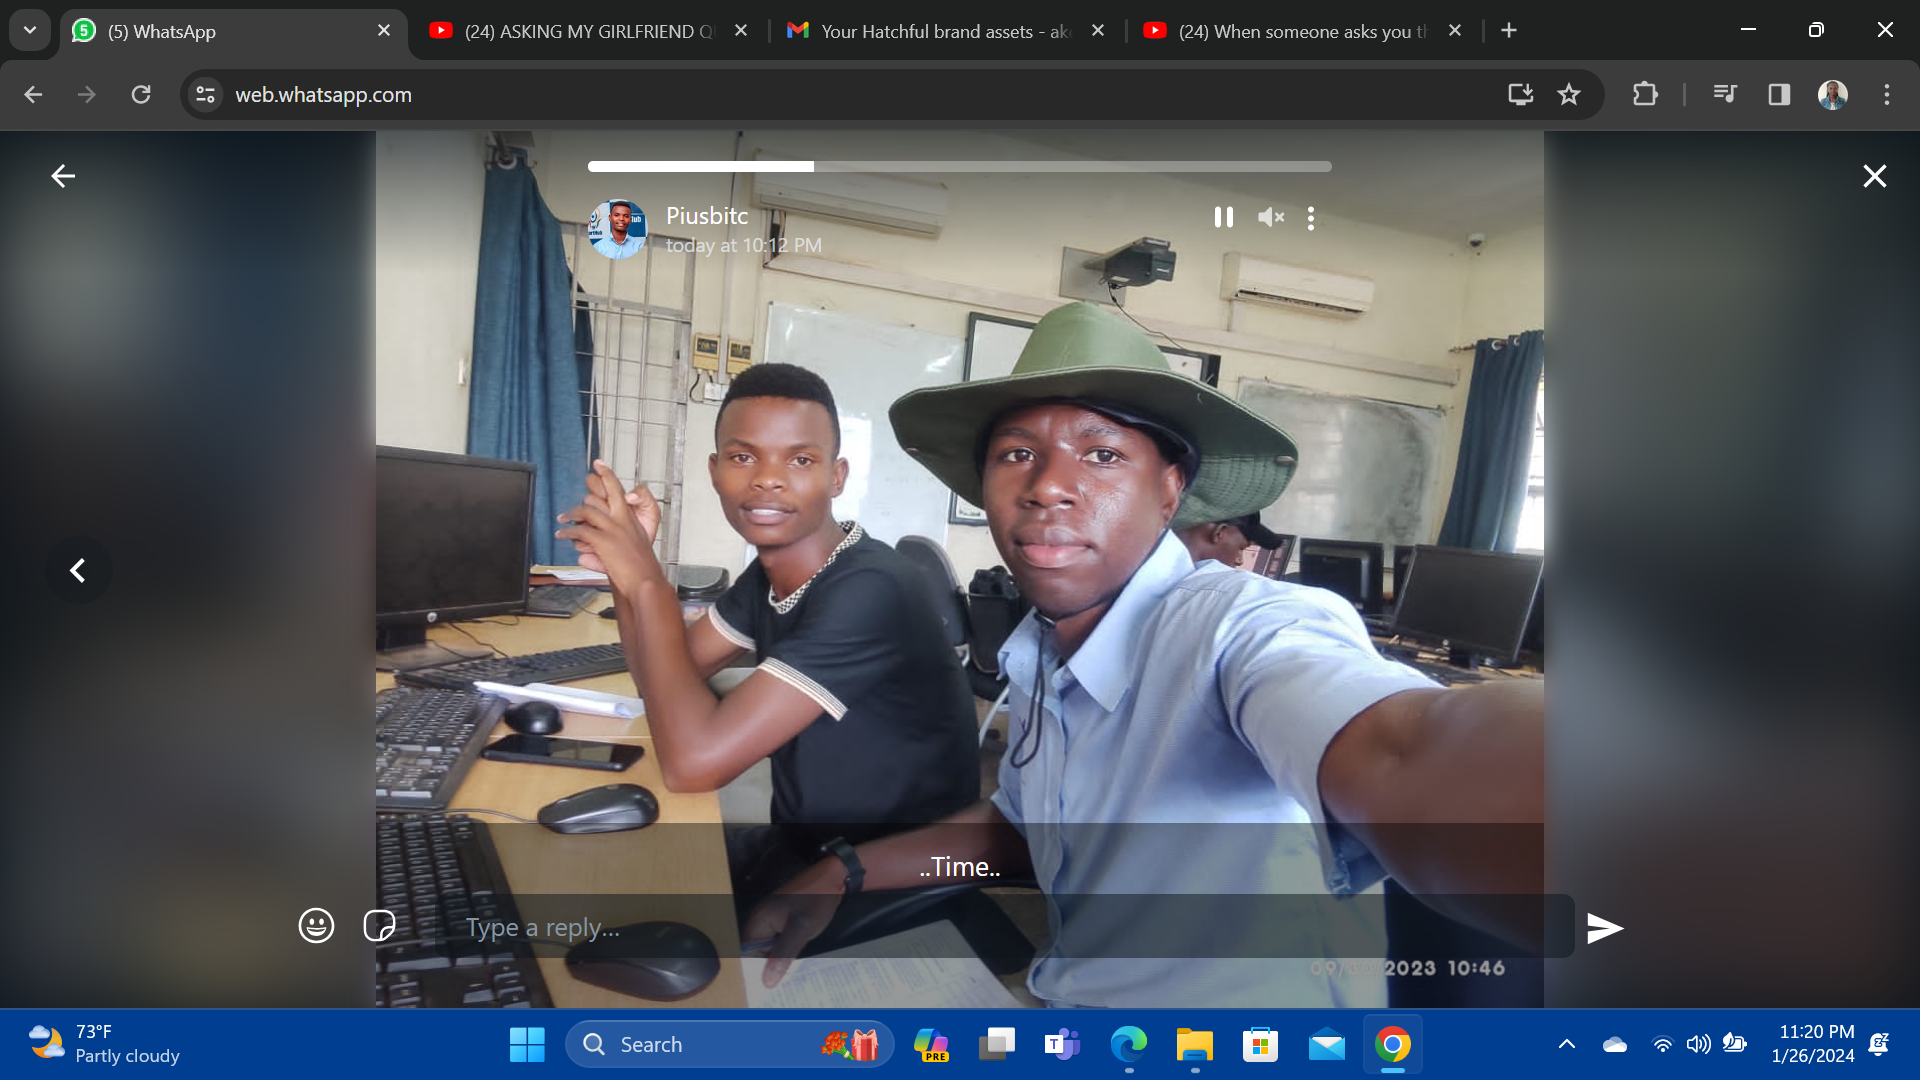 (5) WhatsApp
(24) ASKING MY GIRLFRIEND
Your Hatchful brand assets -
(24) When someone asks you
web.whatsapp.com
Piusbitc
today at 10:12 PM
..Time..
Type a reply...
2023 10:46
73°F
Partly cloudy
Search
PRE
11:20 PM
1/26/2024